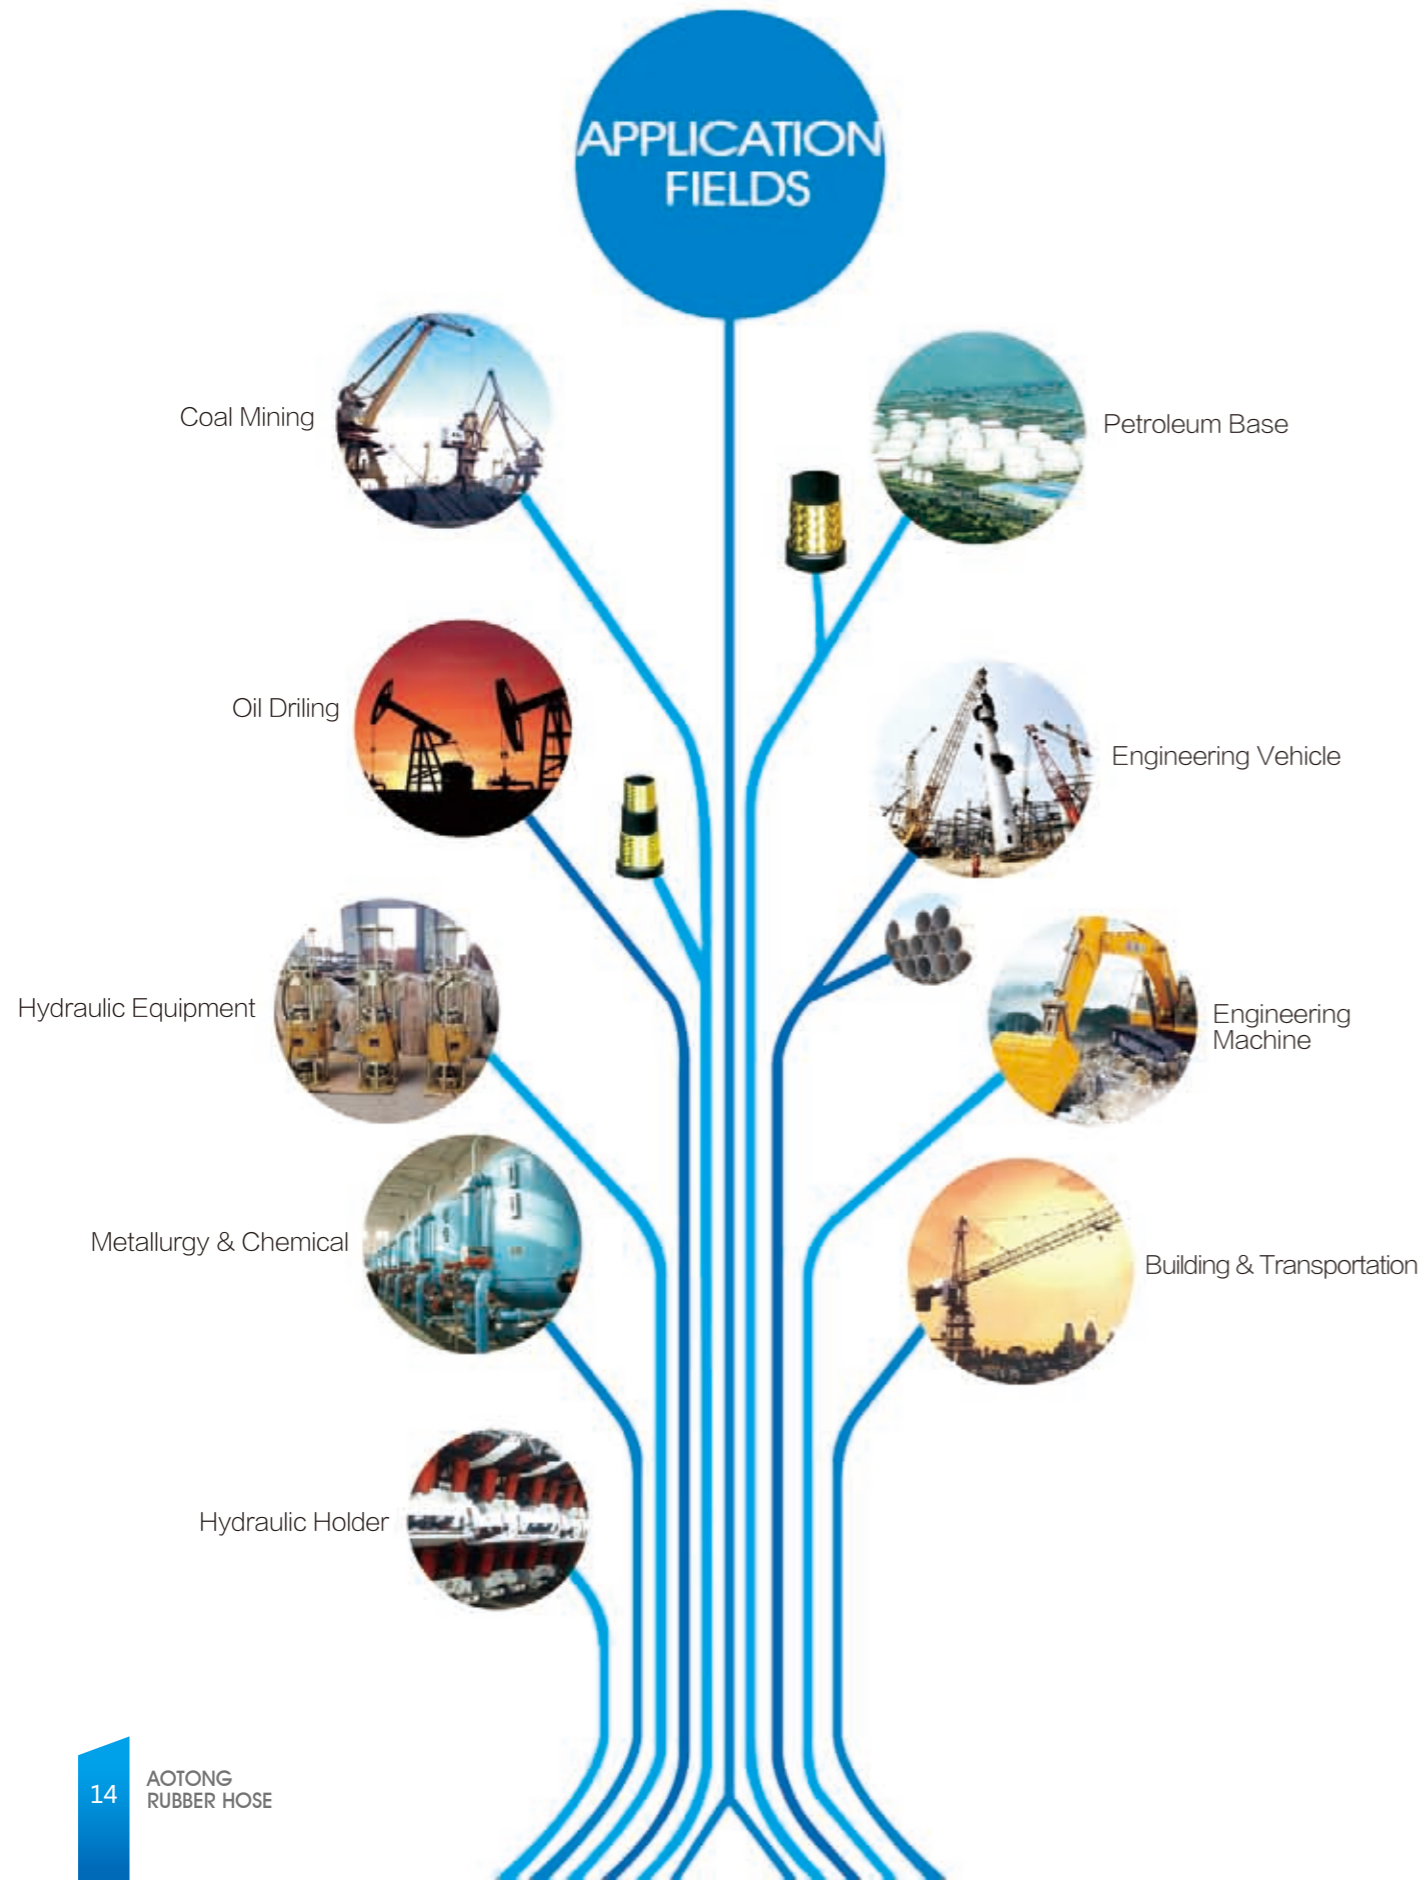 APPLICATION
FIELDS
Coal Mining
Petroleum Base
Oil Driling
Engineering Vehicle
Hydraulic Equipment
Engineering
Machine
Metallurgy & Chemical
Building & Transportation
Hydraulic Holder
14
AOTONG
RUBBER HOSE